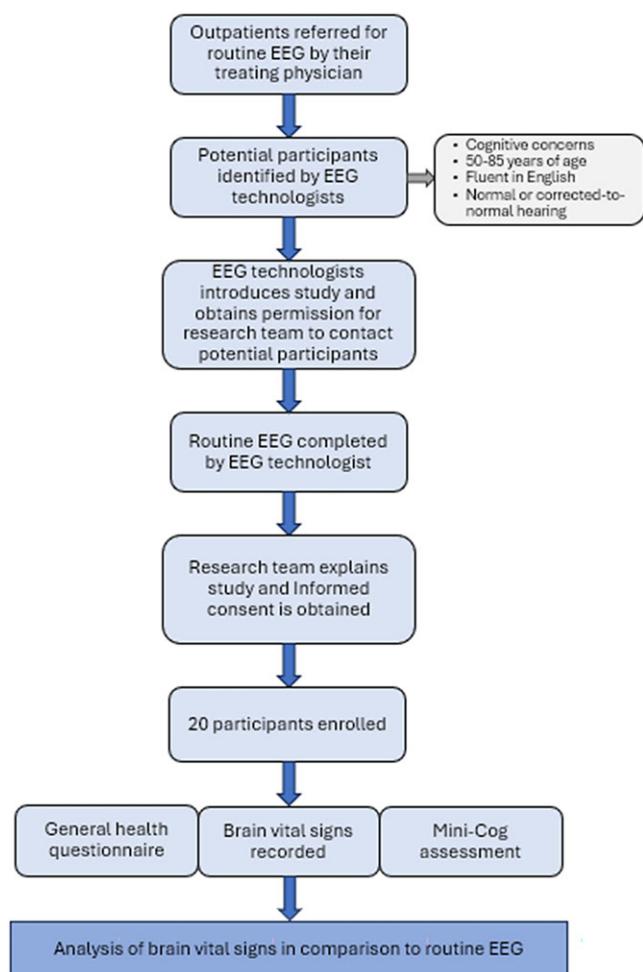 Outpatients referred for
routine EEG by their
treating physician
Potential participants
identified by EEG
technologists
• Cognitive concerns
• 50-85 years of age
• Fluent in English
• Normal or corrected-to-
normal hearing
EEG technologists
introduces study and
obtains permission for
research team to contact
potential participants
Routine EEG completed
by EEG technologist
Research team explains
study and Informed
consent is obtained
20 participants enrolled
General health
questionnaire
Brain vital signs
recorded
Mini-Cog
assessment
Analysis of brain vital signs in comparison to routine EEG